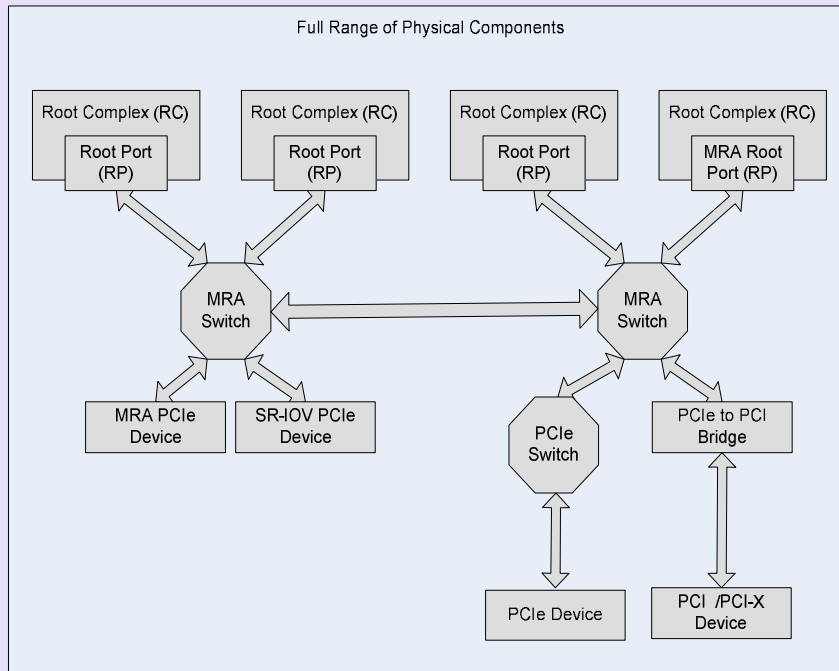 Full Range of Physical Components
Root Complex (RC)
Root Port
(RP)
Root Complex (RC)
Root Port
(RP)
Root Complex (RC)
Root Port
(RP)
Root Complex (RC)
MRA Root
Port (RP)
MRA
Switch
MRA
Switch
MRA PCIe
Device
SR-IOV PCIe
Device
PCIe
Switch
PCIe to PCI
Bridge
PCIe Device
PCI /PCI-X
Device